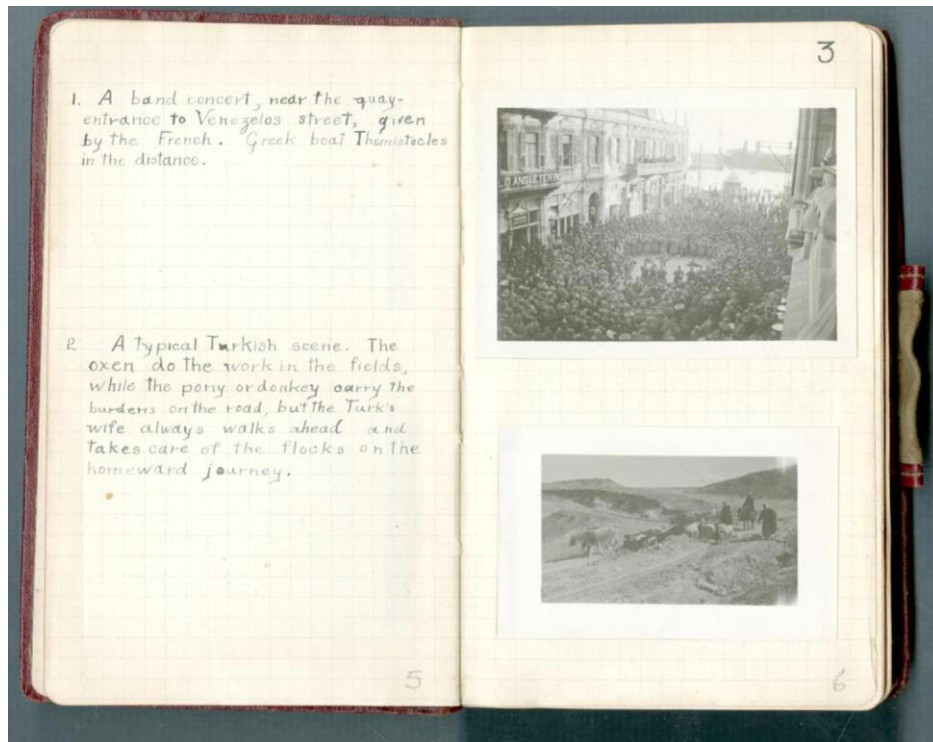 1. A band concert, near the quay-
entrance to Venezelos street, given
by the French. Greek boat Themistocles
in the distance.
2 A typical Turkish scene. The
oxen do the work in the fields,
while the pony or donkey carry the
burdens on the road, but the Turk's
wife always walks ahead and
takes care of the flocks on the
homeward journey.
5
3
D'ANGLETERRE
6